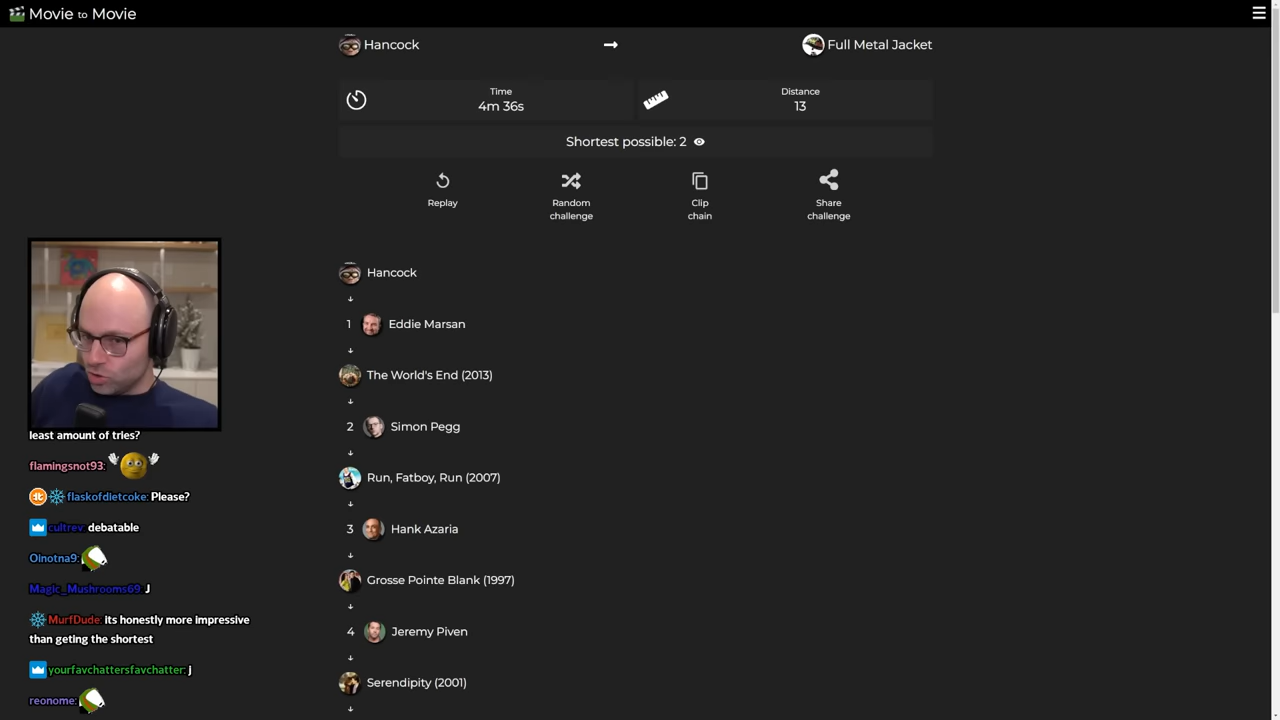 Movie to Movie
Hancock
Full Metal Jacket
Time
4m 36s
Distance
13
Shortest possible: 2
Replay
Random
challenge
Clip
chain
Share
challenge
Hancock
1 Eddie Marsan
The World's End (2013)
2 Simon Pegg
Run, Fatboy, Run (2007)
3 Hank Azaria
Grosse Pointe Blank (1997)
4 Jeremy Piven
Serendipity (2001)
least amount of tries?
flamingsnot93:
flaskofdietcoke: Please?
cultrev: debatable
Olnotna9:
Magic_Mushrooms69: J
MurfDude: its honestly more impressive
than geting the shortest
yourfavchattersfavchatter: j
reonome: